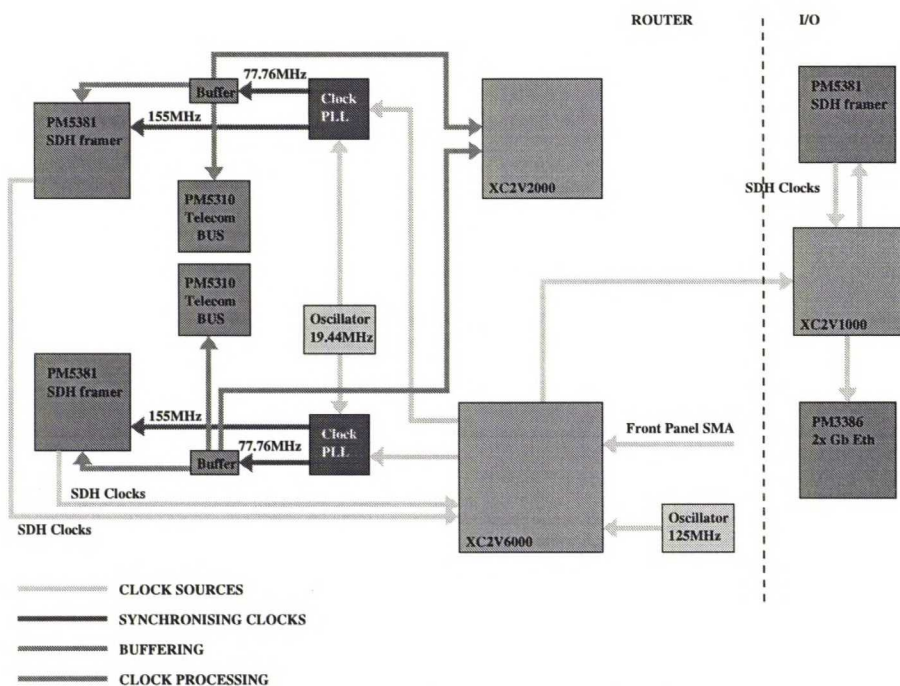 ROUTER
I/O
77.76MHz
Buffer
Clock
PLL
PM5381
SDH framer
155MHz
XC2V2000
PM5381
SDH framer
SDH Clocks
PM5310
Telecom
BUS
PM5310
Telecom
BUS
Oscillator
19.44MHz
XC2V1000
PM5381
SDH framer
155MHz
Clock
PLL
77.76MHz
Buffer
Front Panel SMA
PM3386
2x Gb Eth
SDH Clocks
SDH Clocks
XC2V6000
Oscillator
125MHz
CLOCK SOURCES
SYNCHRONISING CLOCKS
BUFFERING
CLOCK PROCESSING